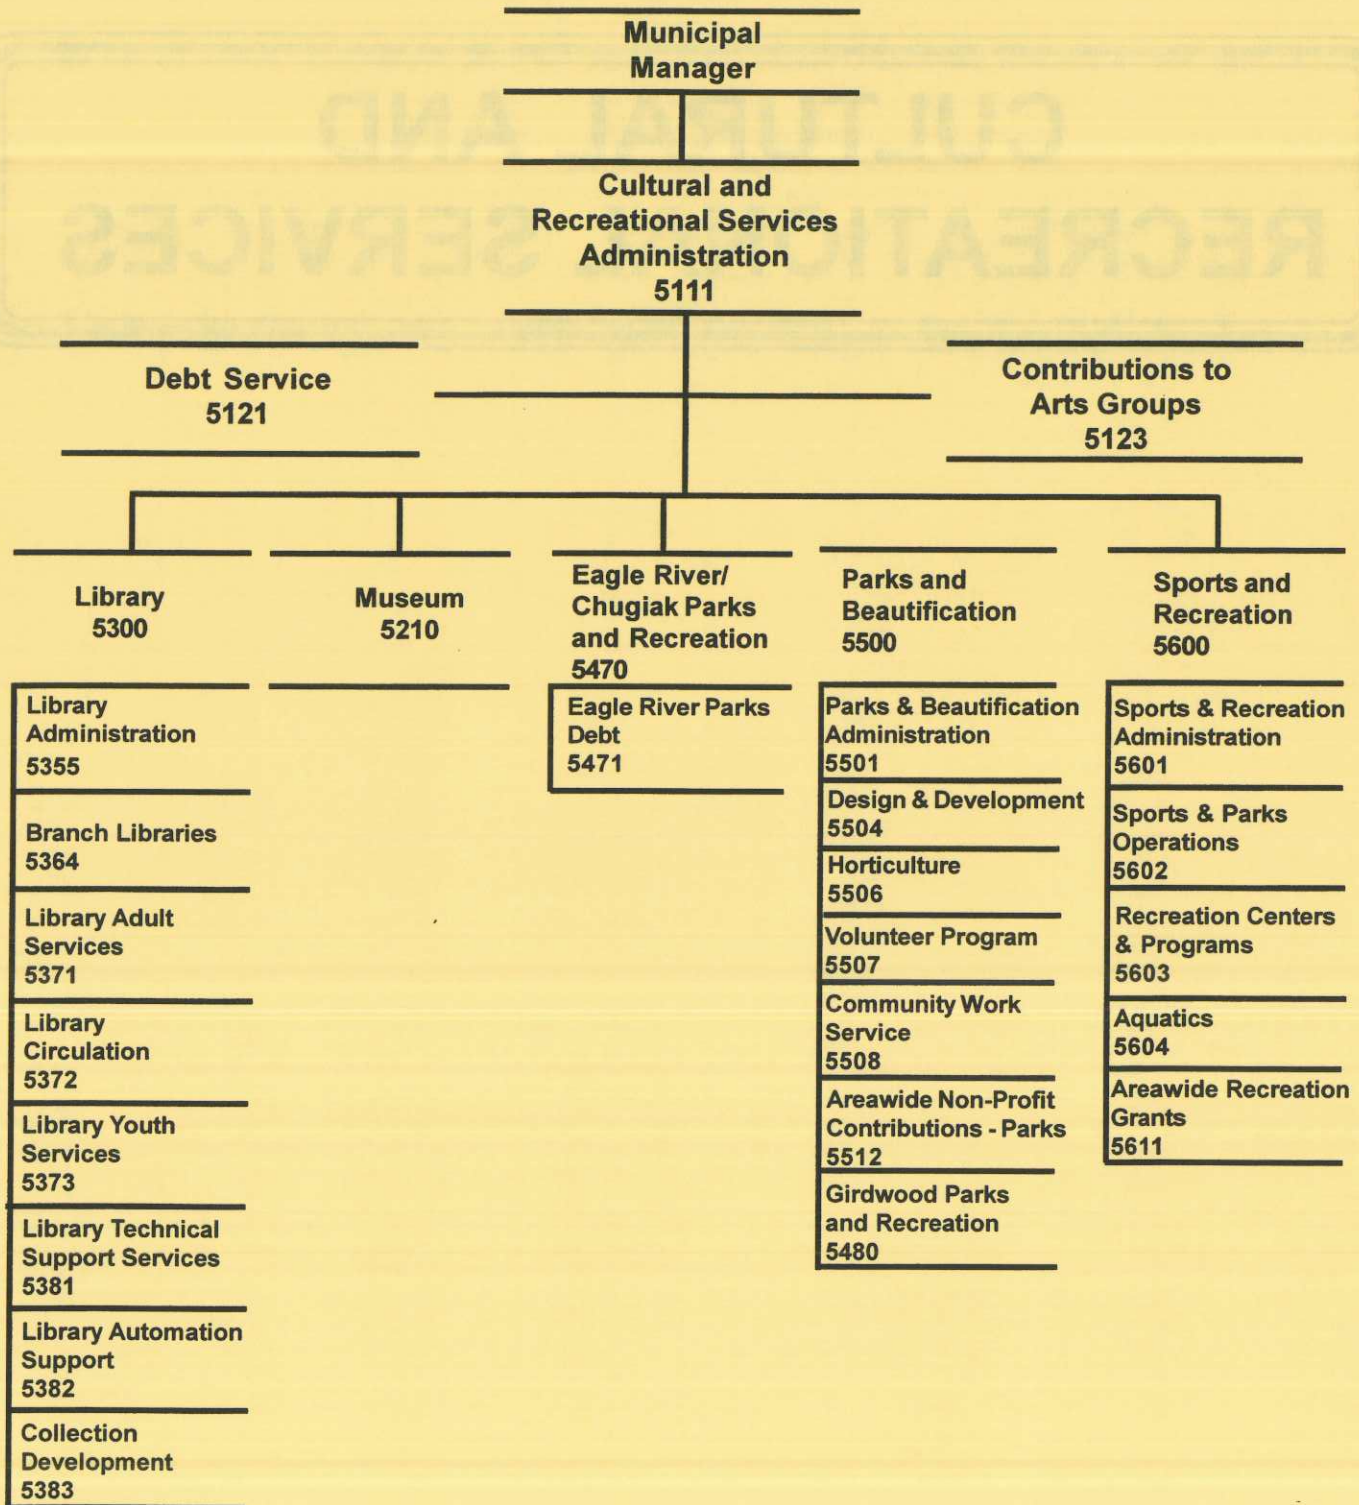 Municipal
Manager
Cultural and
Recreational Services
Administration
5111
Debt Service
5121
Contributions to
Arts Groups
5123
Library
5300
Museum
5210
Eagle River/
Chugiak Parks
and Recreation
5470
Parks and
Beautification
5500
Sports and
Recreation
5600
Library
Administration
5355
Branch Libraries
5364
Library Adult
Services
5371
Library
Circulation
5372
Library Youth
Services
5373
Library Technical
Support Services
5381
Library Automation
Support
5382
Collection
Development
5383
Eagle River Parks
Debt
5471
Parks & Beautification
Administration
5501
Design & Development
5504
Horticulture
5506
Volunteer Program
5507
Community Work
Service
5508
Areawide Non-Profit
Contributions - Parks
5512
Girdwood Parks
and Recreation
5480
Sports & Recreation
Administration
5601
Sports & Parks
Operations
5602
Recreation Centers
& Programs
5603
Aquatics
5604
Areawide Recreation
Grants
5611
CULTURAL AND
RECREATIONAL SERVICES